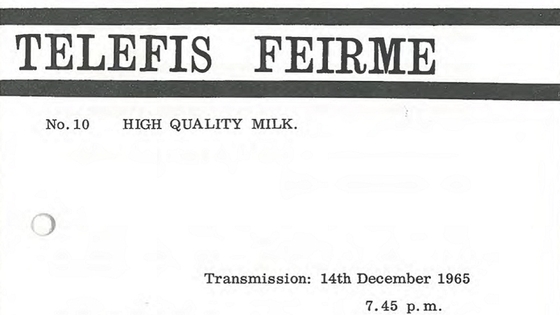 TELEFIS FEIRME
No. 10 HIGH QUALITY MILK.
Transmission: 14th December 1965
7.45 p.m.